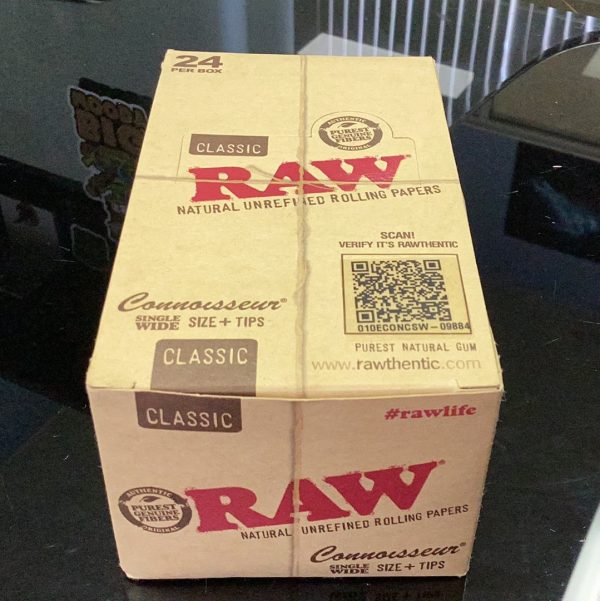 24
PER BOX
CLASSIC
AUTHENTIC
PUREST
GENUINE
FIBERS
ORIGINAL
RAW
NATURAL UNREFINED ROLLING PAPERS
SCAN!
VERIFY IT'S RAWTHENTIC
010ECONCSW-09884
Connoisseur®
SINGLE
WIDE SIZE + TIPS
PUREST NATURAL GUM
www.rawthentic.com
CLASSIC
CLASSIC
#rawlife
AUTHENTIC
PUREST
GENUINE
FIBERS
ORIGINAL
RAW®
NATURAL UNREFINED ROLLING PAPERS
Connoisseur®
SINGLE
WIDE SIZE + TIPS